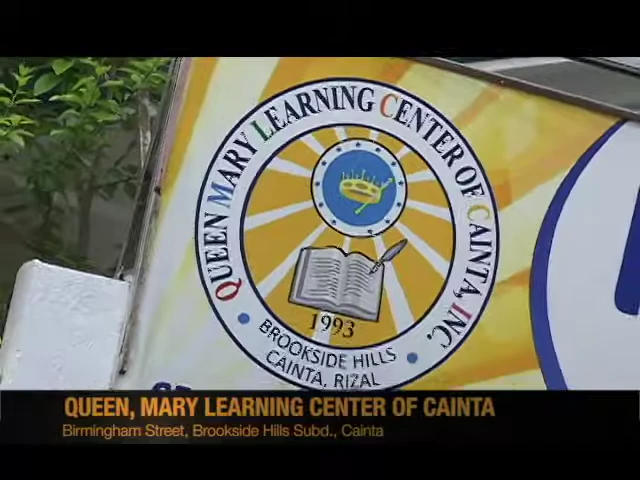 QUEEN MARY LEARNING CENTER OF CAINTA, INC.
1993
BROOKSIDE HILLS
CAINTA, RIZAL
QUEEN, MARY LEARNING CENTER OF CAINTA
Birmingham Street, Brookside Hills Subd., Cainta